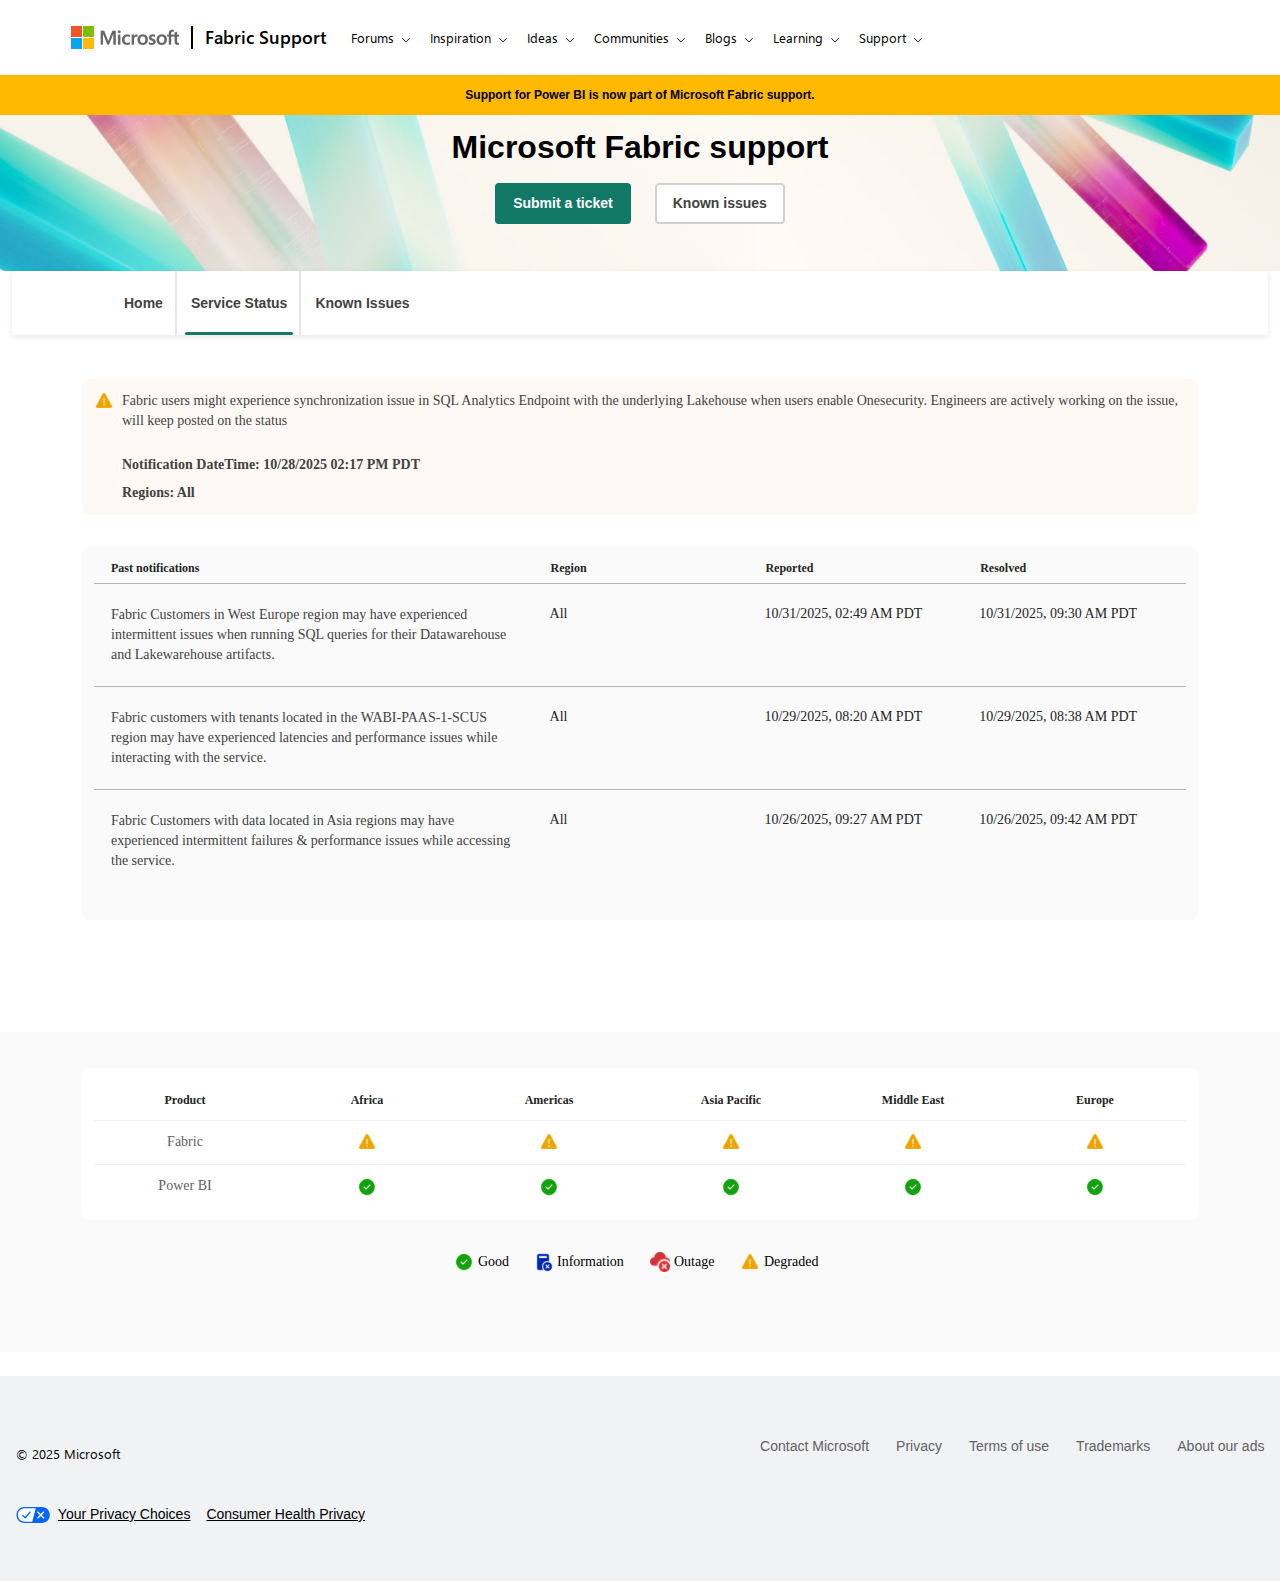 Microsoft
Fabric Support
Forums
Inspiration
Ideas
Communities
Blogs
Learning
Support
Support for Power BI is now part of Microsoft Fabric support.
Microsoft Fabric support
Submit a ticket
Known issues
Home
Service Status
Known Issues
Fabric users might experience synchronization issue in SQL Analytics Endpoint with the underlying Lakehouse when users enable Onesecurity. Engineers are actively working on the issue,
will keep posted on the status
Notification DateTime: 10/28/2025 02:17 PM PDT
Regions: All
Past notifications Region Reported Resolved
Fabric Customers in West Europe region may have experienced
intermittent issues when running SQL queries for their Datawarehouse
and Lakewarehouse artifacts.
All
10/31/2025, 02:49 AM PDT
10/31/2025, 09:30 AM PDT
Fabric customers with tenants located in the WABI-PAAS-1-SCUS
region may have experienced latencies and performance issues while
interacting with the service.
All
10/29/2025, 08:20 AM PDT
10/29/2025, 08:38 AM PDT
Fabric Customers with data located in Asia regions may have
experienced intermittent failures & performance issues while accessing
the service.
All
10/26/2025, 09:27 AM PDT
10/26/2025, 09:42 AM PDT
Product Africa Americas Asia Pacific Middle East Europe
Fabric
Power BI
Good Information Outage Degraded
© 2025 Microsoft
Contact Microsoft Privacy Terms of use Trademarks About our ads
Your Privacy Choices Consumer Health Privacy